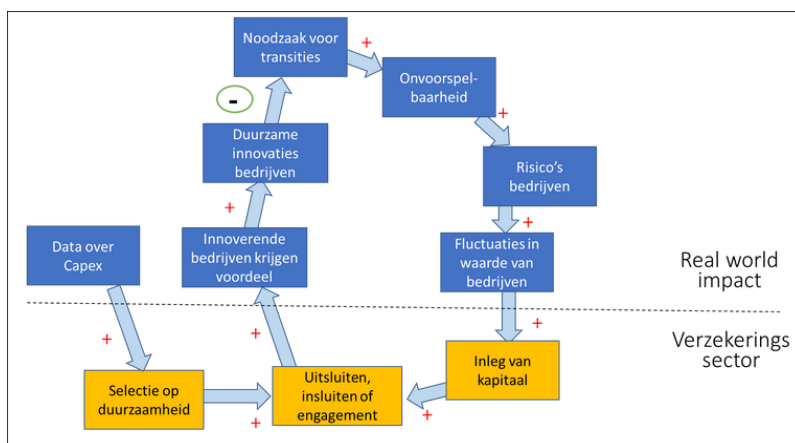 Noodzaak voor
transities
+
Onvoorspel-
baarheid
+
-
Duurzame
innovaties
bedrijven
Risico's
bedrijven
+
+
Data over
Capex
Innoverende
bedrijven krijgen
voordeel
Fluctuaties in
waarde van
bedrijven
Real world
impact
+
+
+
Verzekerings
sector
Selectie op
duurzaamheid
Uitsluiten,
insluiten of
engagement
Inleg van
kapitaal
+
+